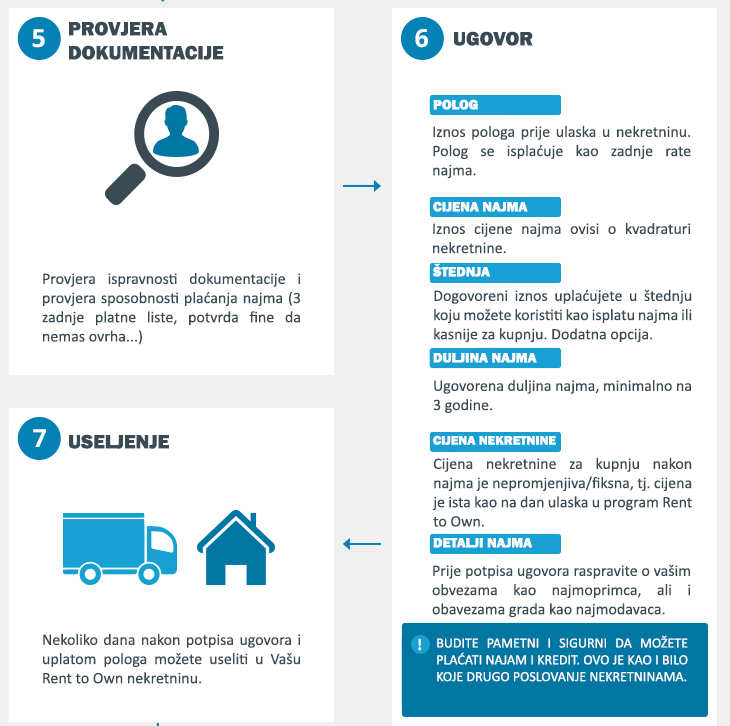 5
PROVJERA
DOKUMENTACIJE
Provjera ispravnosti dokumentacije i
provjera sposobnosti plaćanja najma (3
zadnje platne liste, potvrda fine da
nemas ovrha...)
6
UGOVOR
POLOG
Iznos pologa prije ulaska u nekretninu.
Polog se isplaćuje kao zadnje rate
najma.
CIJENA NAJMA
Iznos cijene najma ovisi o kvadraturi
nekretnine.
ŠTEDNJA
Dogovoreni iznos uplaćujete u štednju
koju možete koristiti kao isplatu najma ili
kasnije za kupnju. Dodatna opcija.
DULJINA NAJMA
Ugovorena duljina najma, minimalno na
3 godine.
CIJENA NEKRETNINE
Cijena nekretnine za kupnju nakon
najma je nepromjenjiva/fiksna, tj. cijena
je ista kao na dan ulaska u program Rent
to Own.
DETALJI NAJMA
Prije potpisa ugovora raspravite o vašim
obvezama kao najmoprimca, ali i
obavezama grada kao najmodavaca.
! BUDITE PAMETNI I SIGURNI DA MOŽETE
PLAĆATI NAJAM I KREDIT. OVO JE KAO I BILO
KOJE DRUGO POSLOVANJE NEKRETNINAMA.
7
USELJENJE
Nekoliko dana nakon potpisa ugovora i
uplatom pologa možete useliti u Vašu
Rent to Own nekretninu.